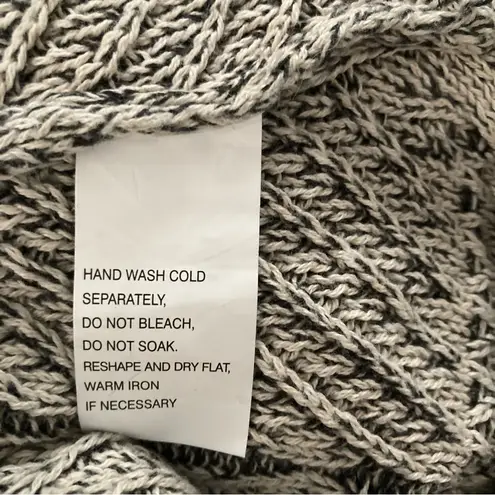 HAND WASH COLD
SEPARATELY,
DO NOT BLEACH,
DO NOT SOAK.
RESHAPE AND DRY FLAT,
WARM IRON
IF NECESSARY